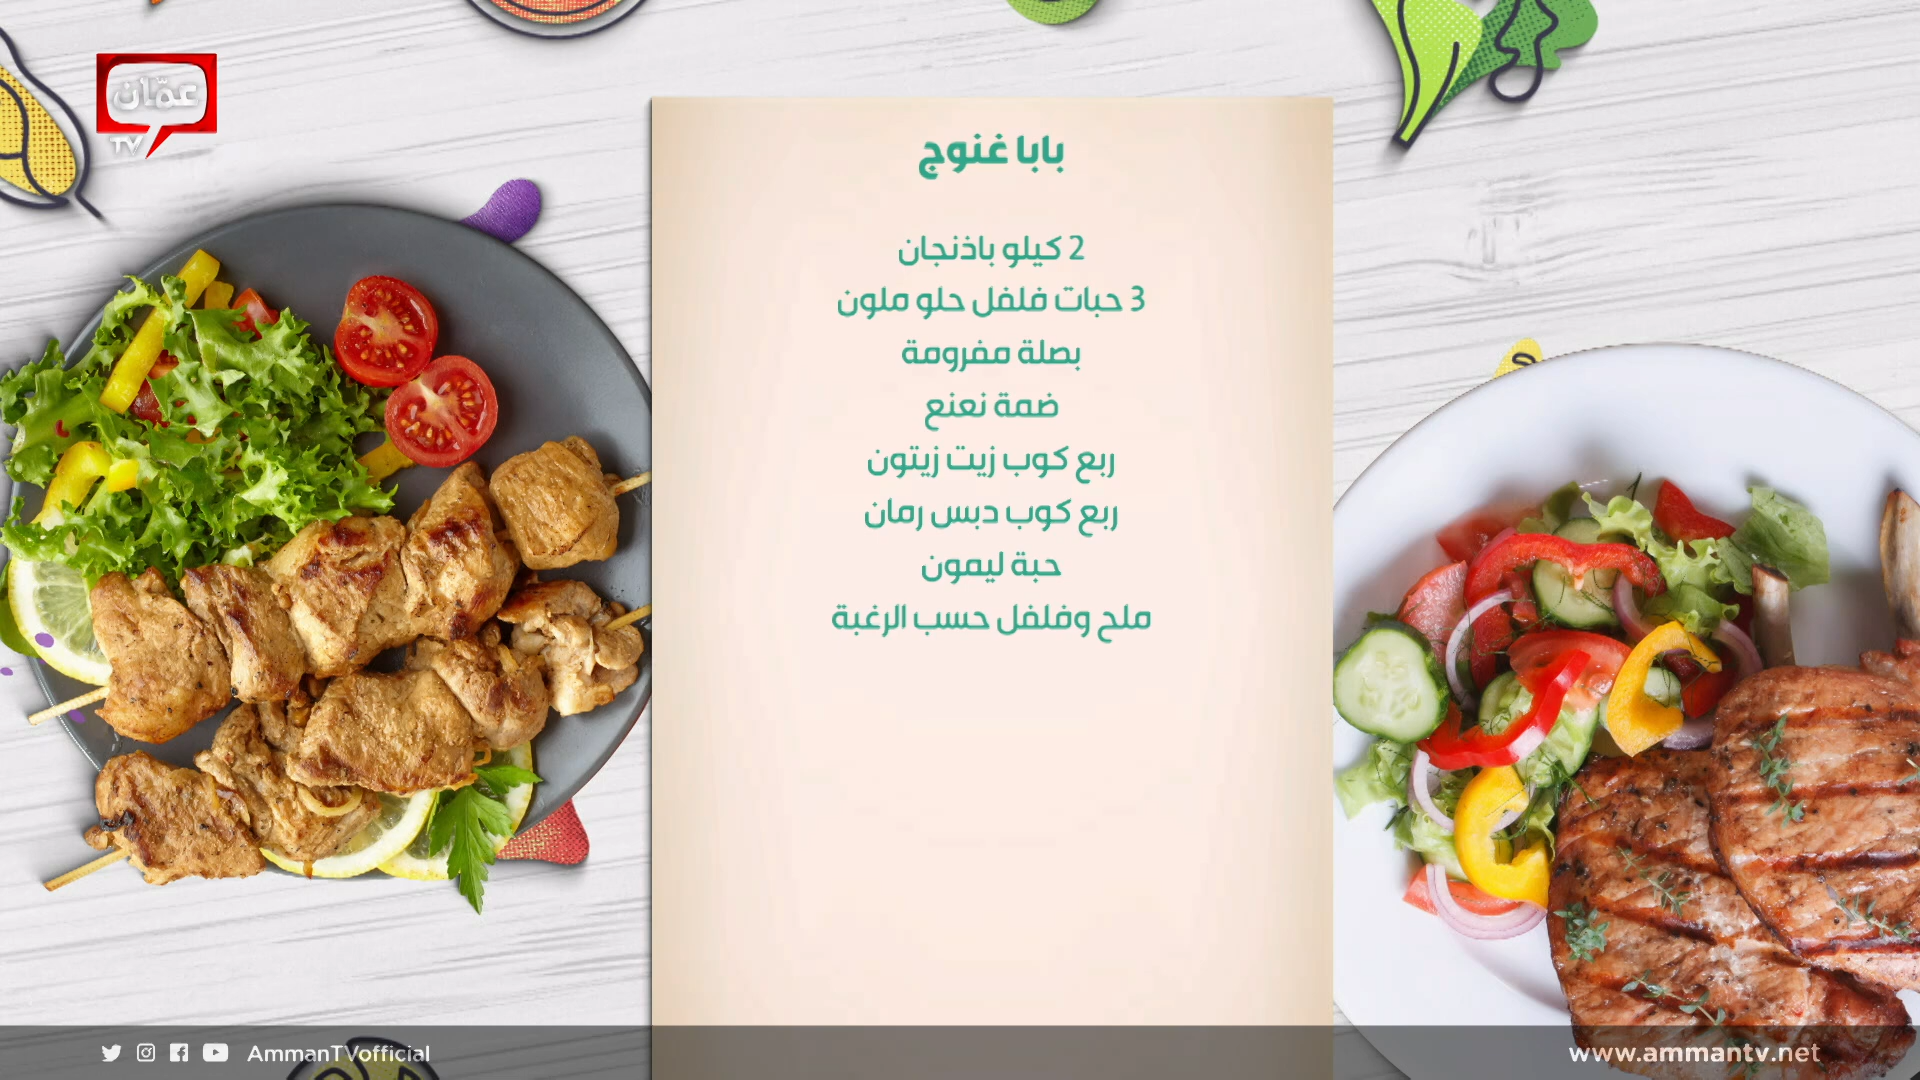 عمّان
TV
بابا غنوج
2 كيلو باذنجان
3 حبات فلفل حلو ملون
بصلة مفرومة
ضمة نعنع
ربع كوب زيت زيتون
ربع كوب دبس رمان
حبة ليمون
ملح وفلفل حسب الرغبة
AmmanTVofficial
www.ammantv.net